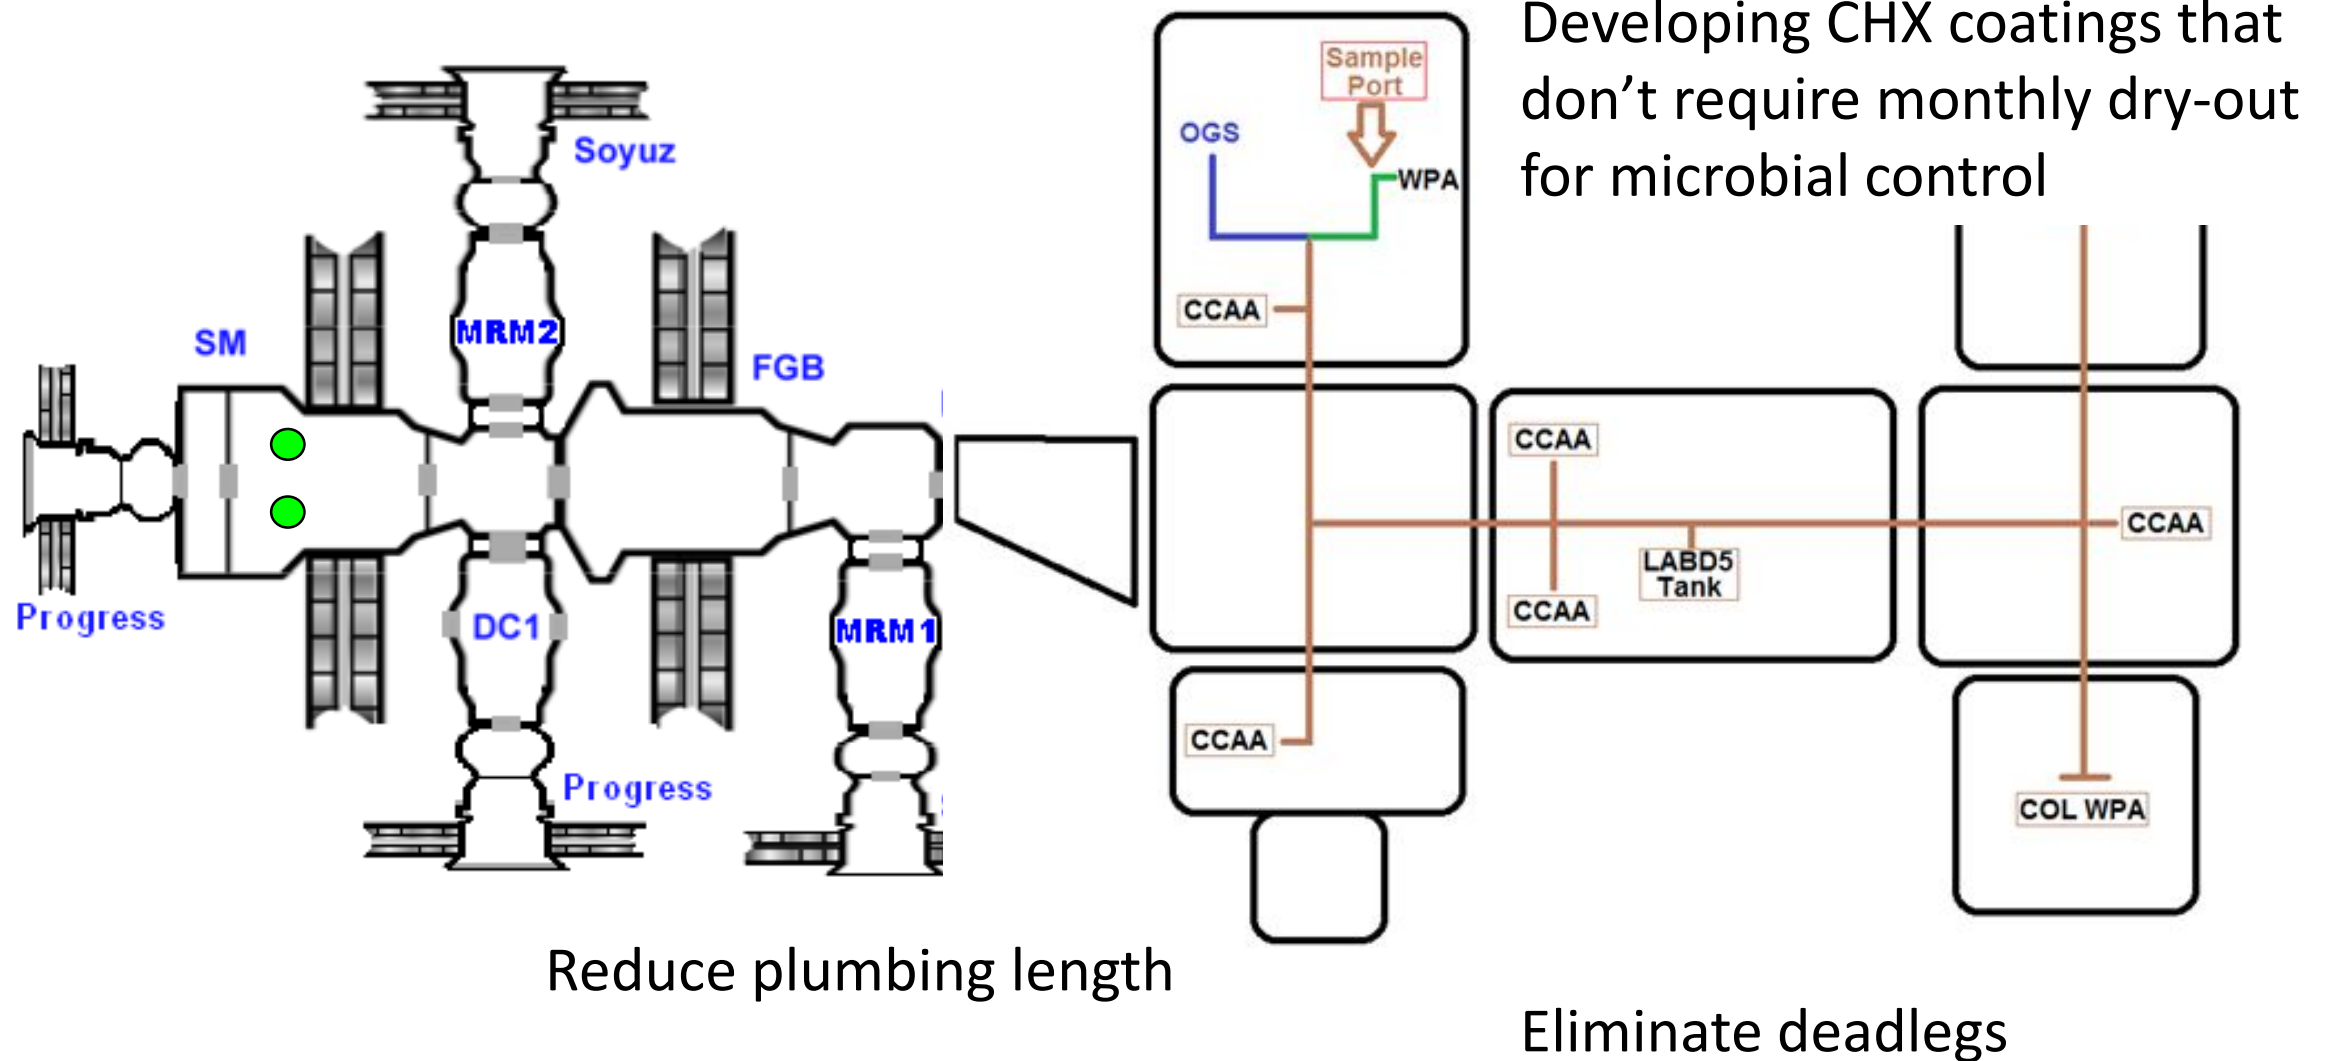 Developing CHX coatings that
don’t require monthly dry-out
for microbial control
Sample
Port
OGS
WPA
CCAA
Soyuz
MRM2
SM
FGB
CCAA
CCAA
LABD5
Tank
CCAA
Progress
DC1
MRM1
CCAA
Progress
COL WPA
Reduce plumbing length
Eliminate deadlegs